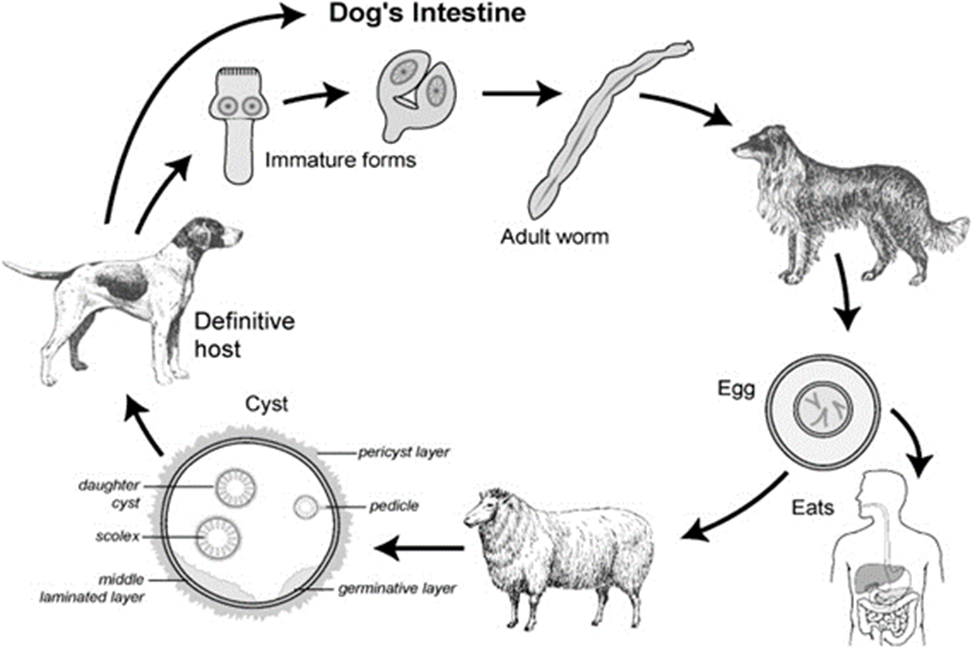 Dog's Intestine
Immature forms
Adult worm
Definitive
host
Egg
Eats
Cyst
pericyst layer
daughter
cyst
pedicle
scolex
middle
laminated layer
germinative layer